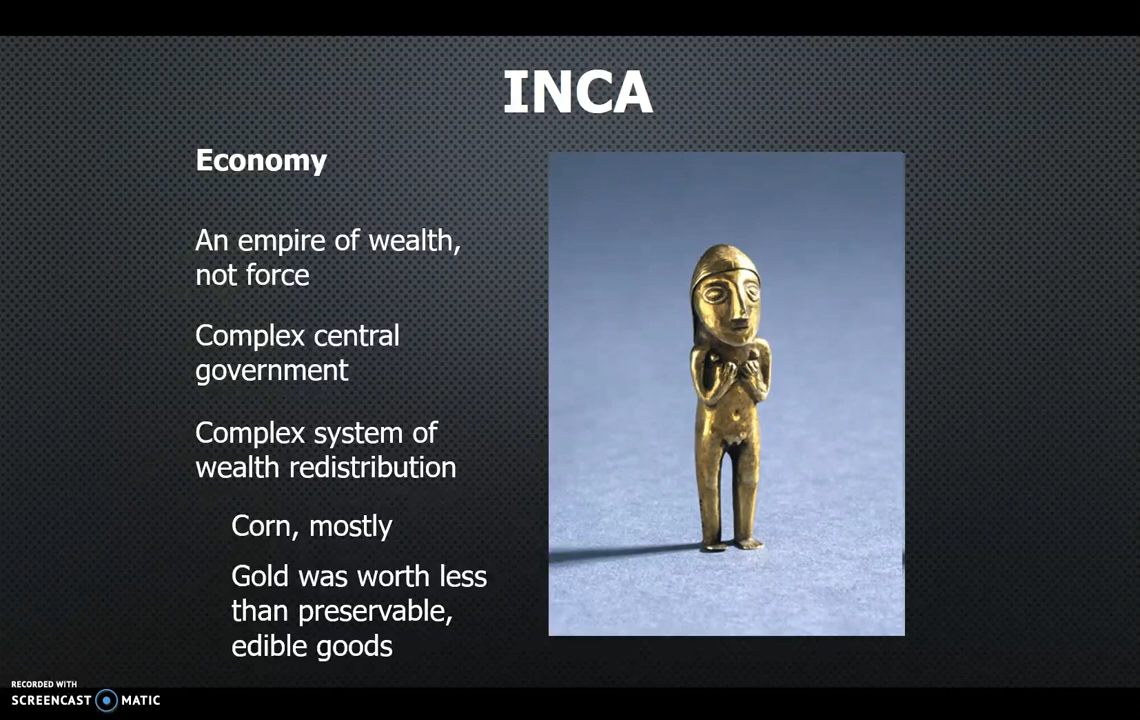 INCA
Economy
An empire of wealth,
not force
Complex central
government
Complex system of
wealth redistribution
Corn, mostly
Gold was worth less
than preservable,
edible goods
RECORDED WITH
SCREENCAST MATIC